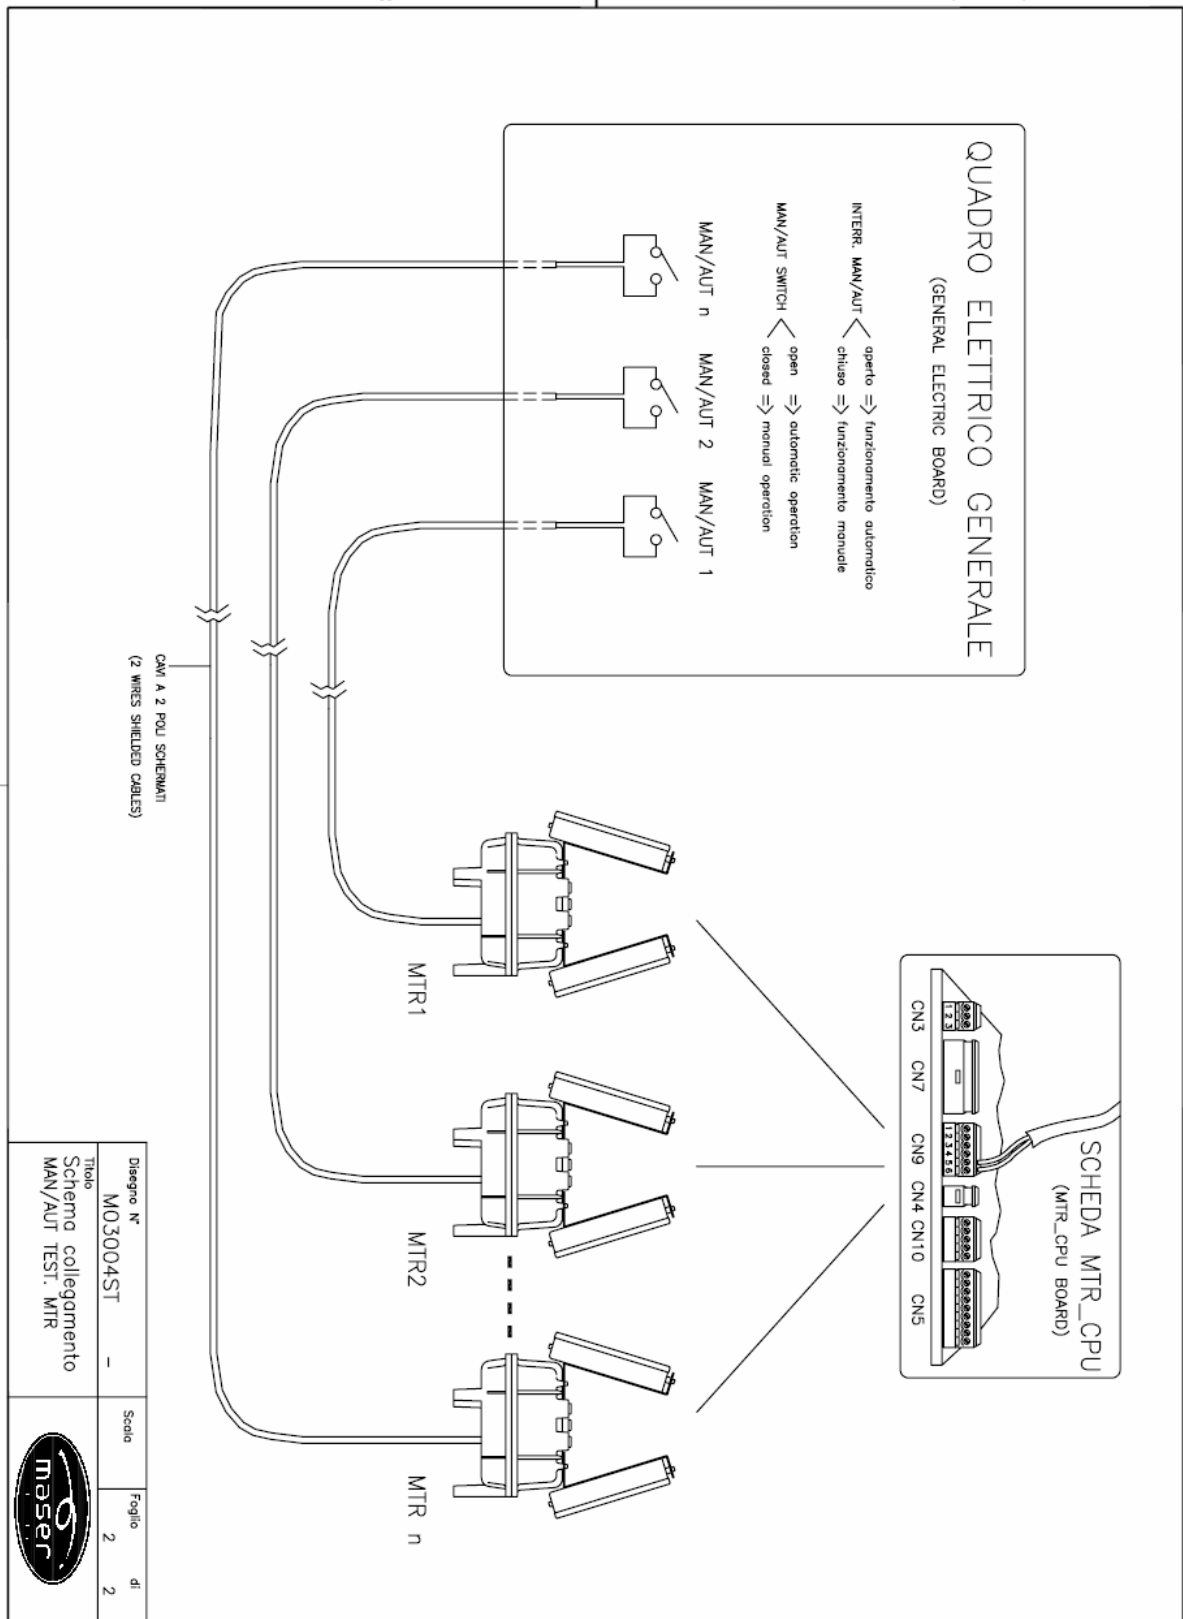 QUADRO ELETTRICO GENERALE
(GENERAL ELECTRIC BOARD)
INTERR. MAN/AUT
aperto => funzionamento automatico
chiuso => funzionamento manuale
MAN/AUT SWITCH
open => automatic operation
closed => manual operation
MAN/AUT n
MAN/AUT 2
MAN/AUT 1
SCHEDA MTR_CPU
(MTR_CPU BOARD)
1 2 3
1 2 3 4 5 6
CN3
CN7
CN9
CN4
CN10
CN5
MTR1
MTR2
MTR n
CAVI A 2 POLI SCHERMATI
(2 WIRES SHIELDED CABLES)
Disegno N°
M03004ST -
Scala
Foglio
2
di
2
Titolo
Schema collegamento
MAN/AUT TEST. MTR
maser